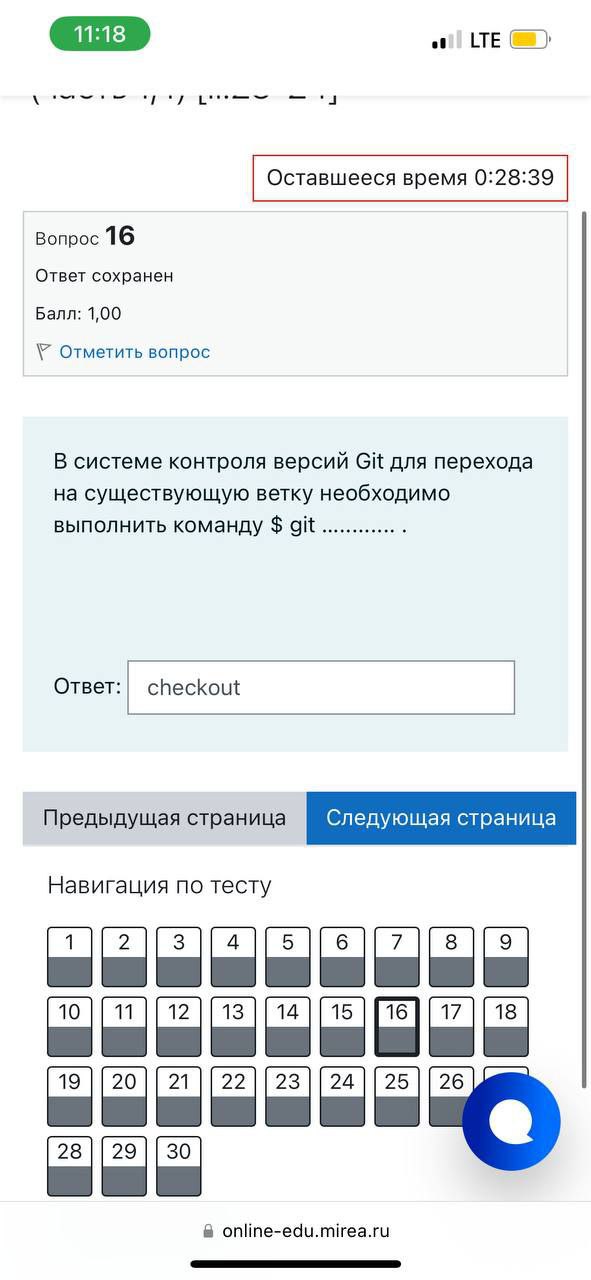 11:18
LTE
Оставшееся время 0:28:39
Вопрос 16
Ответ сохранен
Балл: 1,00
Отметить вопрос
В системе контроля версий Git для перехода
на существующую ветку необходимо
выполнить команду $ git ............ .
Ответ: checkout
Предыдущая страница Следующая страница
Навигация по тесту
1 2 3 4 5 6 7 8 9
10 11 12 13 14 15 16 17 18
19 20 21 22 23 24 25 26
28 29 30
online-edu.mirea.ru